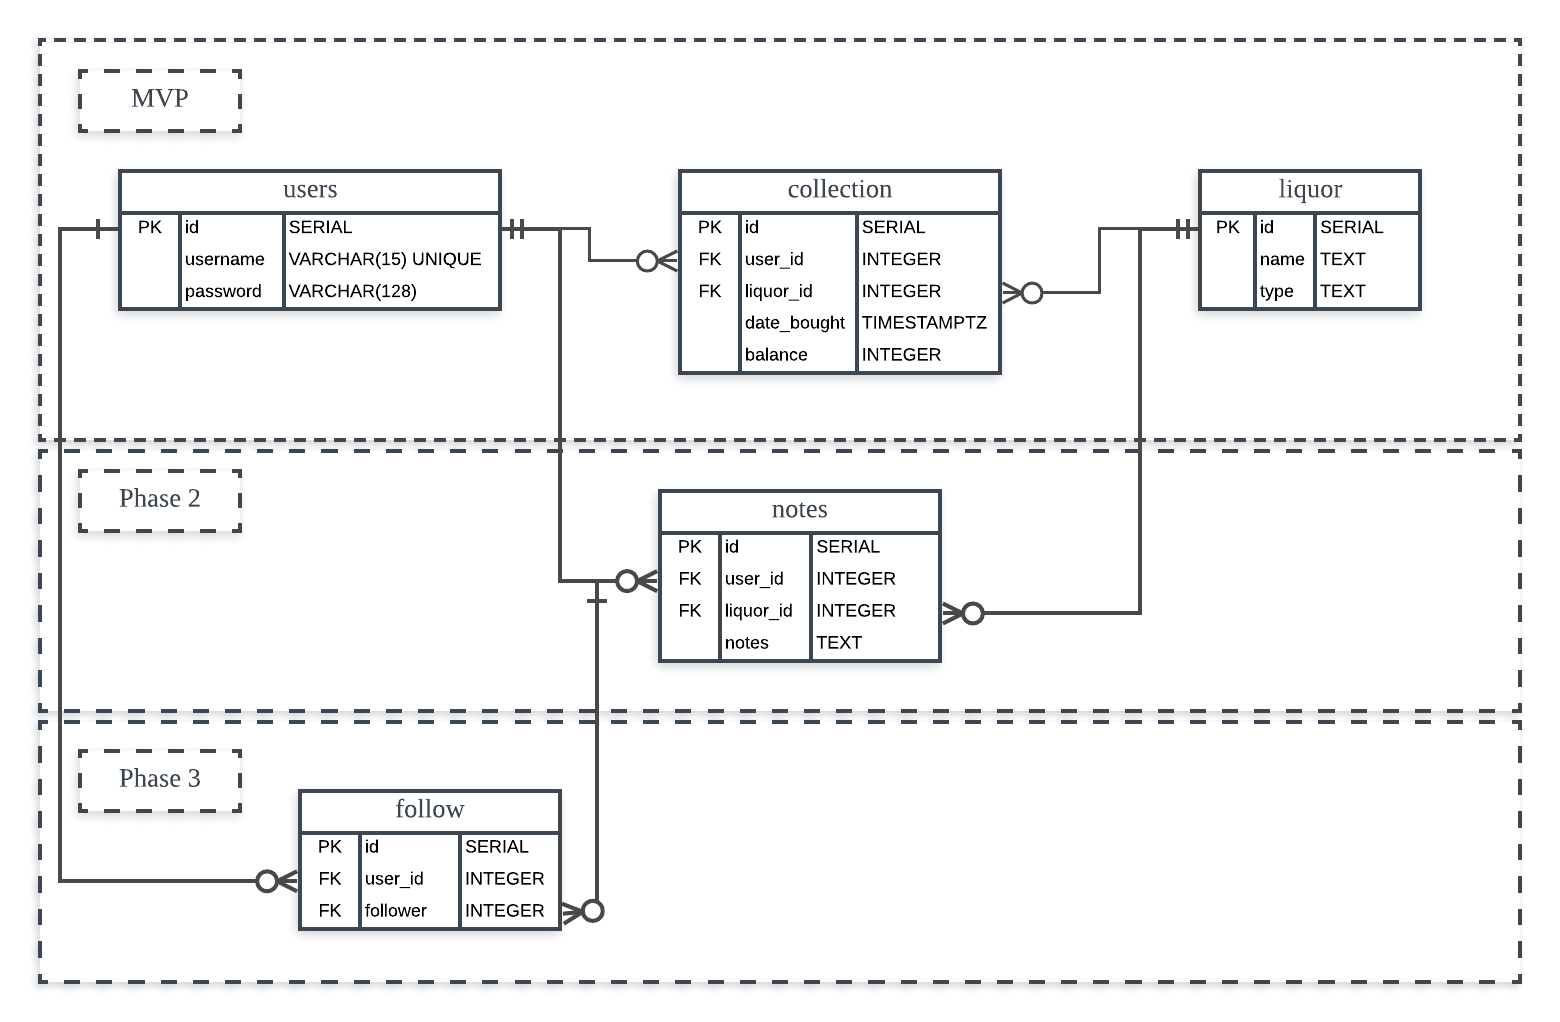 MVP
users
PK id SERIAL
username VARCHAR(15) UNIQUE
password VARCHAR(128)
collection
PK id SERIAL
FK user_id INTEGER
FK liquor_id INTEGER
date_bought TIMESTAMPTZ
balance INTEGER
liquor
PK id SERIAL
name TEXT
type TEXT
Phase 2
notes
PK id SERIAL
FK user_id INTEGER
FK liquor_id INTEGER
notes TEXT
Phase 3
follow
PK id SERIAL
FK user_id INTEGER
FK follower INTEGER